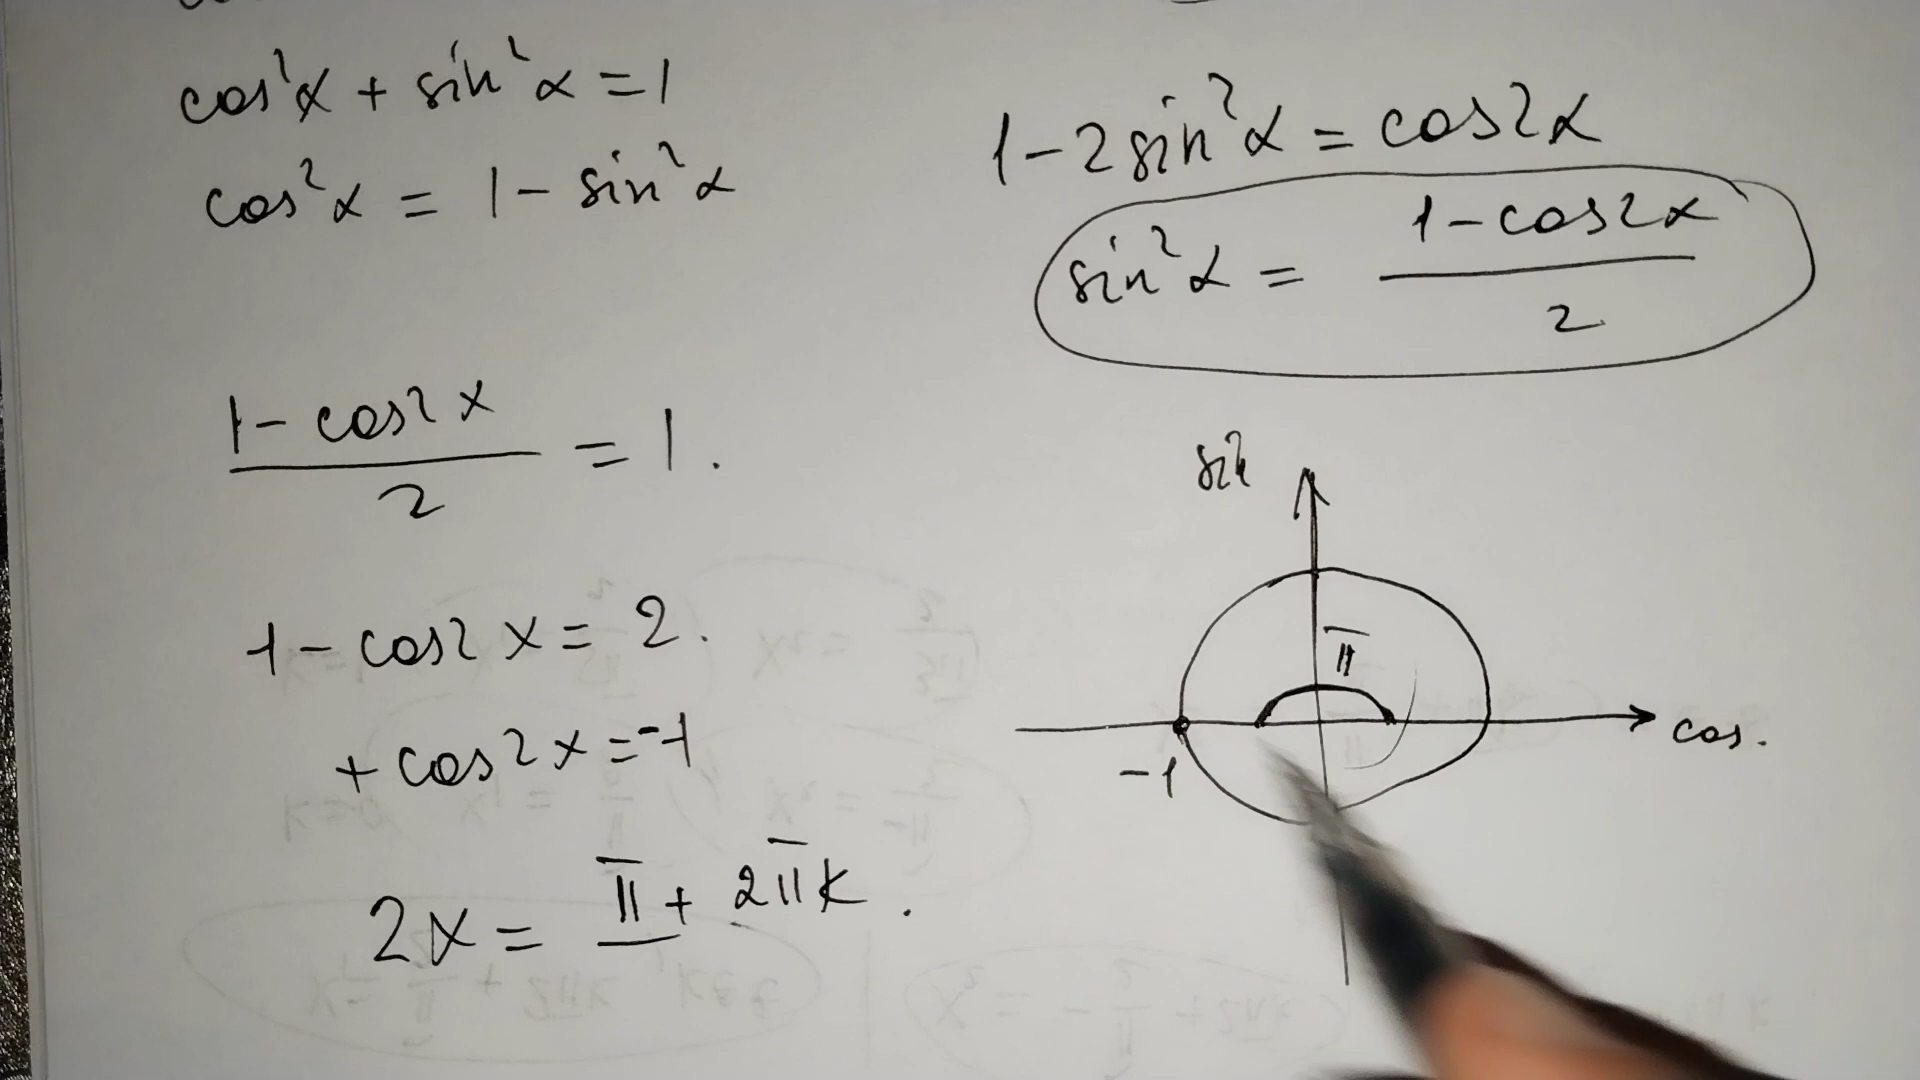 cos²α + sin²α = 1
cos²α = 1 - sin²α
1 - 2sin²α = cos2α
sin²α = (1 - cos2α)/2
(1 - cos2x)/2 = 1.
1 - cos2x = 2.
+ cos2x = -1
2x = π + 2πk.
sin
π
cos.
-1